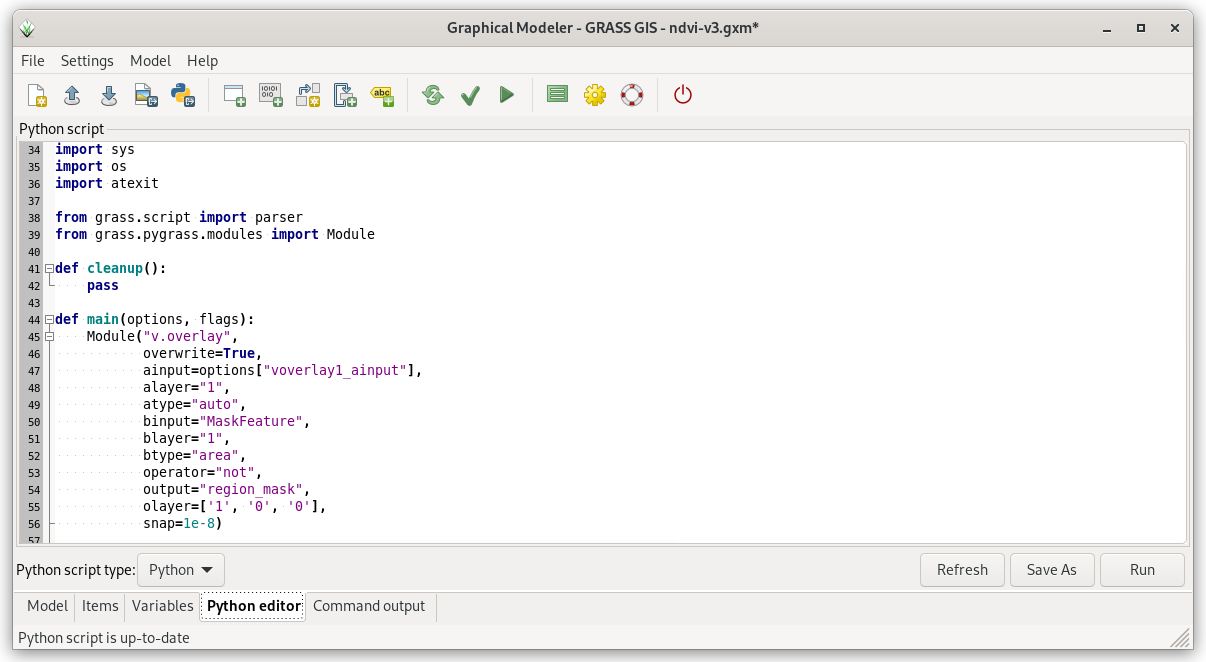 Graphical Modeler - GRASS GIS - ndvi-v3.gxm*
File Settings Model Help
Python script
34 import sys
35 import os
36 import atexit
37
38 from grass.script import parser
39 from grass.pygrass.modules import Module
40
41 def cleanup():
42     pass
43
44 def main(options, flags):
45     Module("v.overlay",
46            overwrite=True,
47            ainput=options["voverlay1_ainput"],
48            alayer="1",
49            atype="auto",
50            binput="MaskFeature",
51            blayer="1",
52            btype="area",
53            operator="not",
54            output="region_mask",
55            olayer=['1', '0', '0'],
56            snap=1e-8)
57
Python script type: Python Refresh Save As Run
Model Items Variables Python editor Command output
Python script is up-to-date